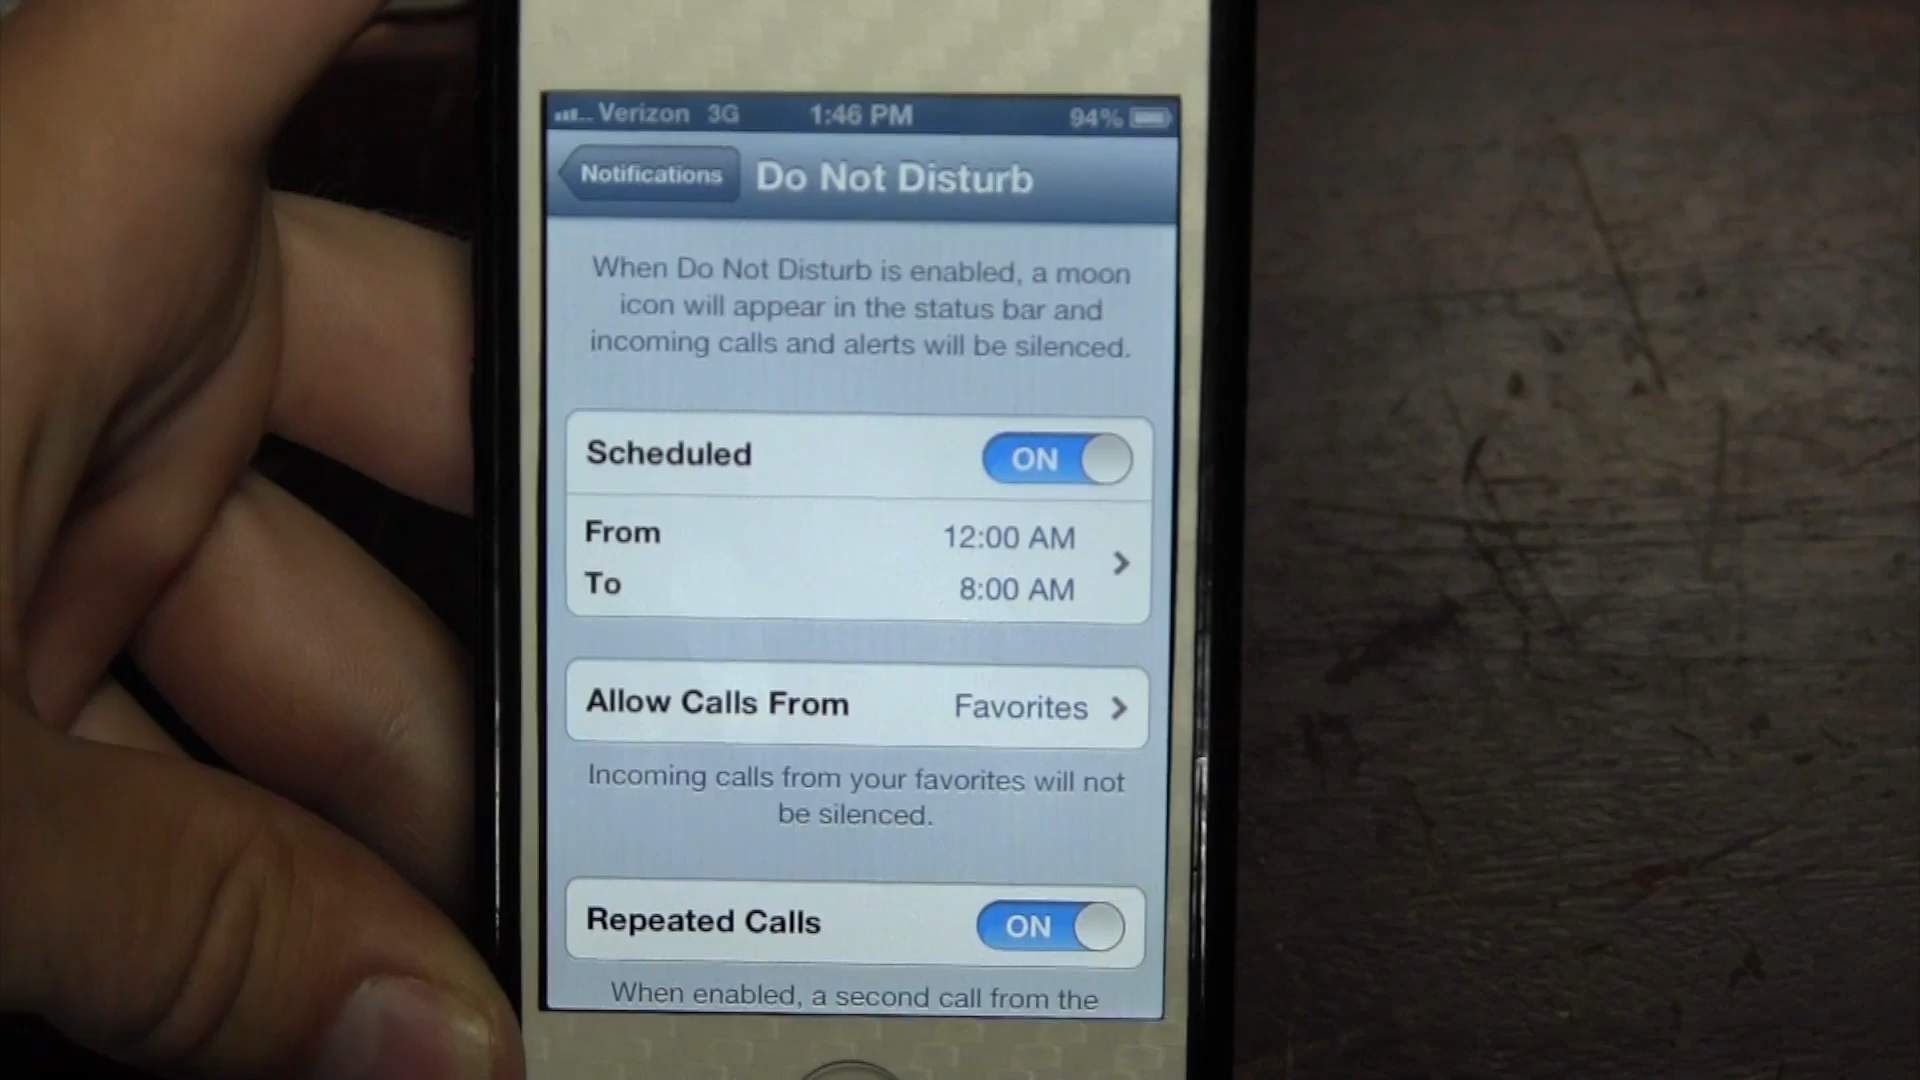 Verizon 3G 1:46 PM 94%
Notifications Do Not Disturb
When Do Not Disturb is enabled, a moon
icon will appear in the status bar and
incoming calls and alerts will be silenced.
Scheduled ON
From 12:00 AM
To 8:00 AM
Allow Calls From Favorites
Incoming calls from your favorites will not
be silenced.
Repeated Calls ON
When enabled, a second call from the